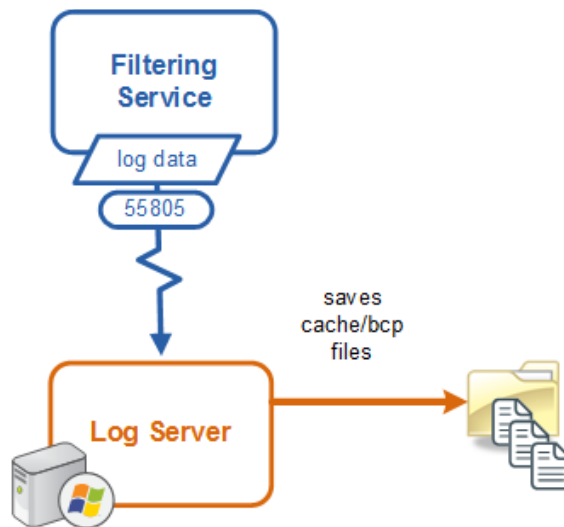 Filtering
Service
log data
55805
saves
cache/bcp
files
Log Server